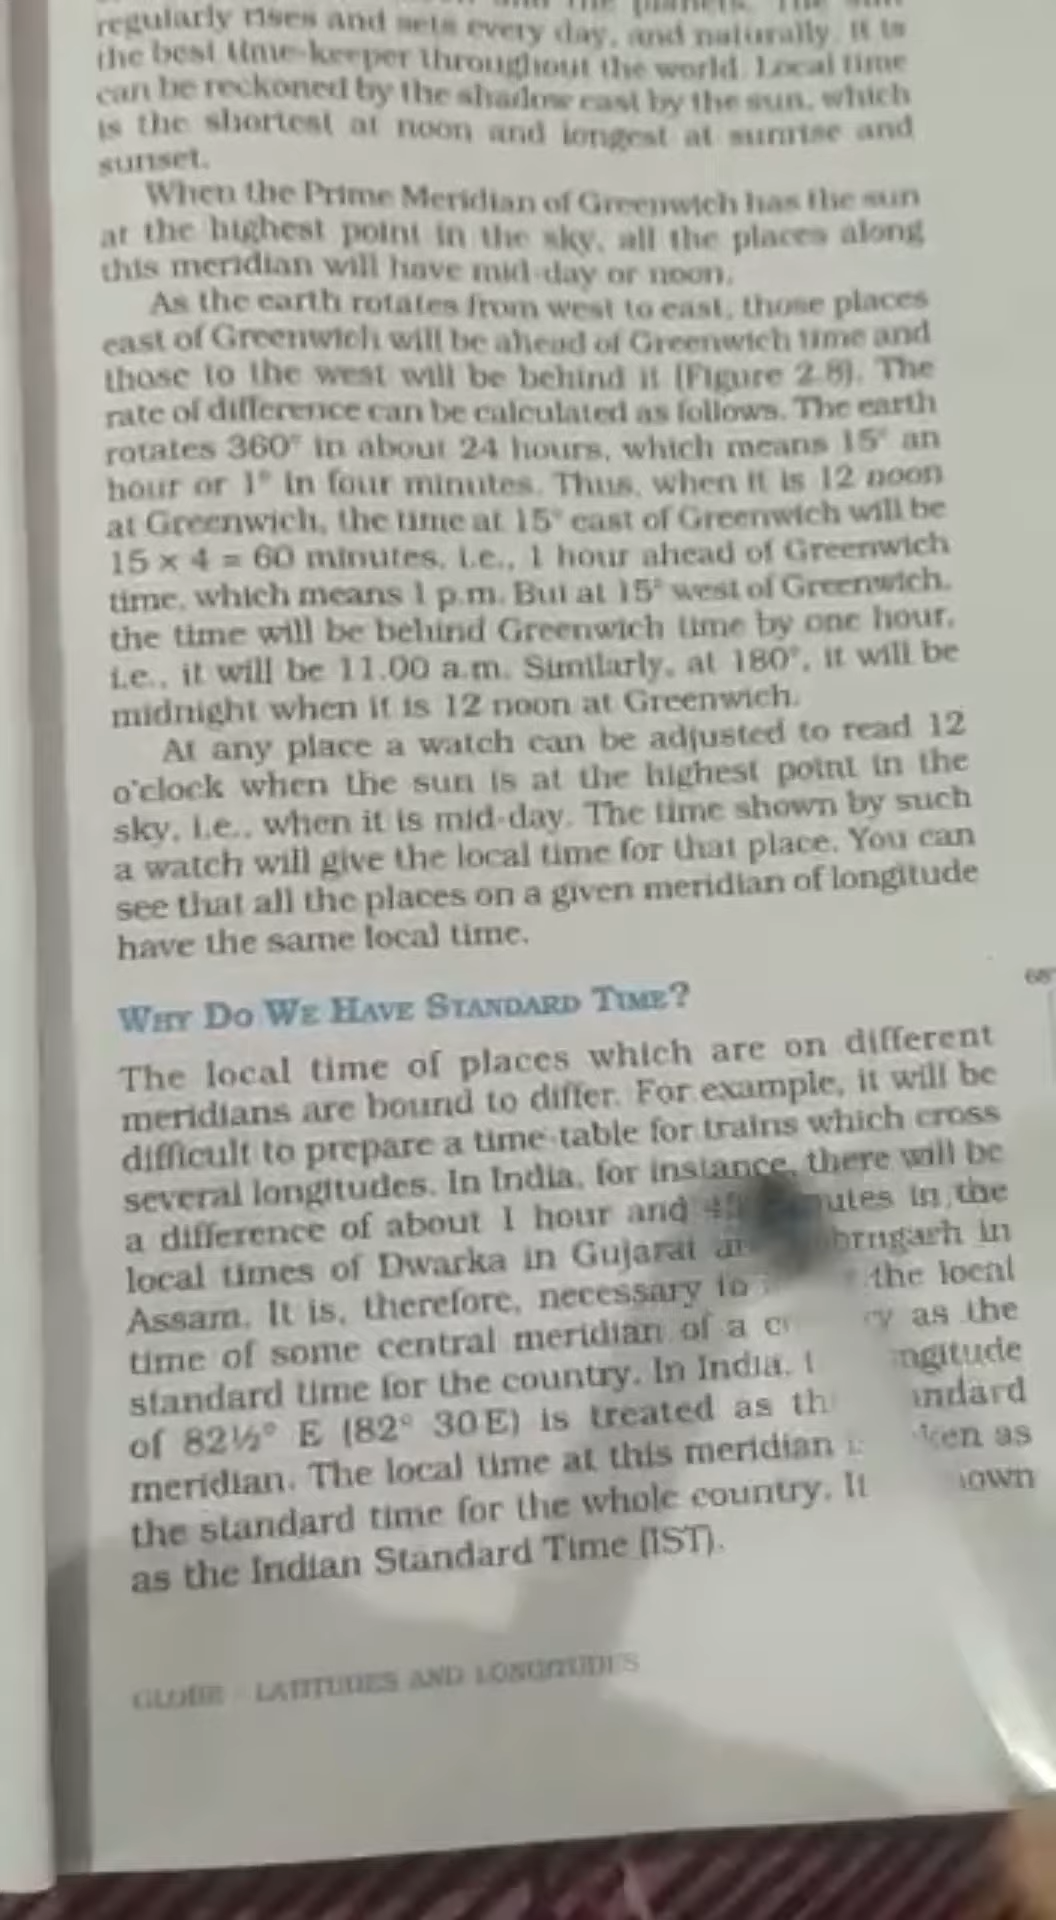 regularly rises and sets every day, and naturally, it is
the best time-keeper throughout the world. Local time
can be reckoned by the shadow cast by the sun, which
is the shortest at noon and longest at sunrise and
sunset.
When the Prime Meridian of Greenwich has the sun
at the highest point in the sky, all the places along
this meridian will have mid-day or noon.
As the earth rotates from west to east, those places
east of Greenwich will be ahead of Greenwich time and
those to the west will be behind it (Figure 2.8). The
rate of difference can be calculated as follows. The earth
rotates 360° in about 24 hours, which means 15° an
hour or 1° in four minutes. Thus, when it is 12 noon
at Greenwich, the time at 15° east of Greenwich will be
15 × 4 = 60 minutes, i.e., 1 hour ahead of Greenwich
time, which means 1 p.m. But at 15° west of Greenwich,
the time will be behind Greenwich time by one hour,
i.e., it will be 11.00 a.m. Similarly, at 180°, it will be
midnight when it is 12 noon at Greenwich.
At any place a watch can be adjusted to read 12
o'clock when the sun is at the highest point in the
sky, i.e., when it is mid-day. The time shown by such
a watch will give the local time for that place. You can
see that all the places on a given meridian of longitude
have the same local time.
WHY DO WE HAVE STANDARD TIME?
The local time of places which are on different
meridians are bound to differ. For example, it will be
difficult to prepare a time-table for trains which cross
several longitudes. In India, for instance, there will be
a difference of about 1 hour and in the
local times of Dwarka in Gujarat in
Assam. It is, therefore, necessary to the local
time of some central meridian of a as the
standard time for the country. In India,
of 82½° E (82° 30 E) is treated as
meridian. The local time at this meridian as
the standard time for the whole country. It
as the Indian Standard Time (IST).
GLOBE : LATITUDES AND LONGITUDES
68°